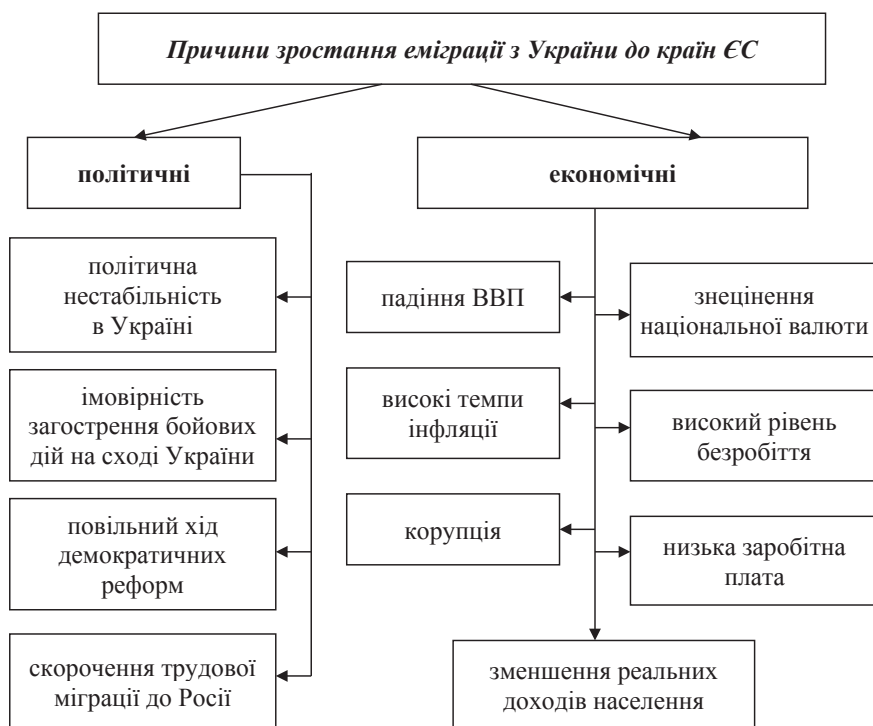 Причини зростання еміграції з України до країн ЄС
політичні
економічні
політична
нестабільність
в Україні
імовірність
загострення бойових
дій на сході України
повільний хід
демократичних
реформ
скорочення трудової
міграції до Росії
падіння ВВП
високі темпи
інфляції
корупція
знецінення
національної валюти
високий рівень
безробіття
низька заробітна
плата
зменшення реальних
доходів населення